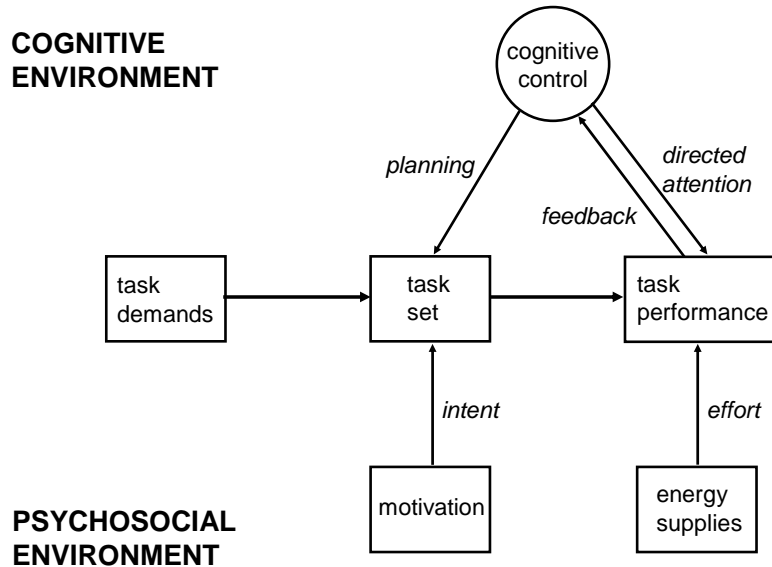 COGNITIVE
ENVIRONMENT
cognitive
control
planning
directed
attention
feedback
task
demands
task
set
task
performance
intent
effort
motivation
energy
supplies
PSYCHOSOCIAL
ENVIRONMENT